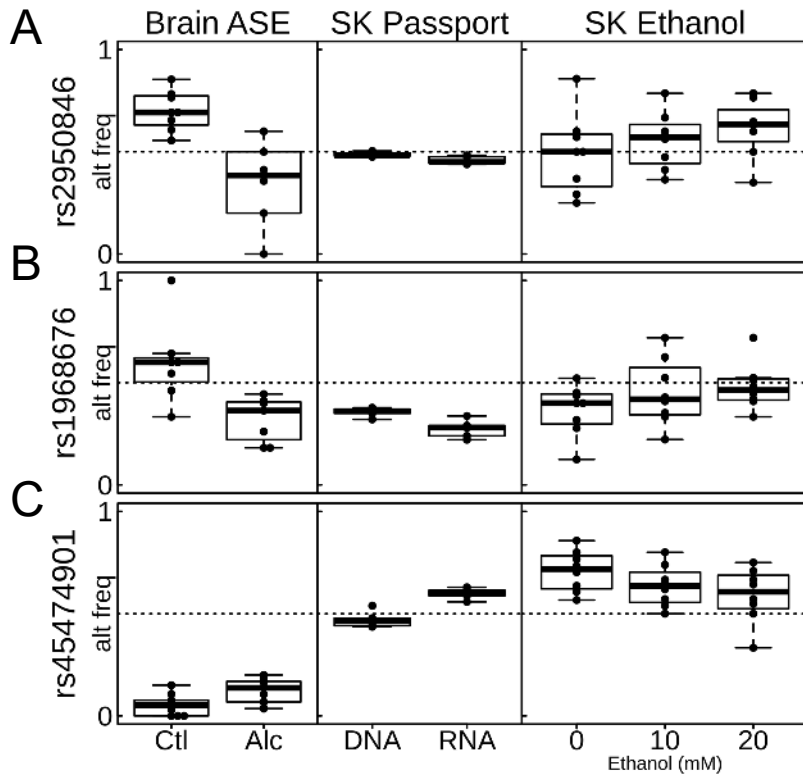 A
Brain ASE SK Passport SK Ethanol
rs2950846
alt freq
1
0
B
rs1968676
alt freq
1
0
C
rs45474901
alt freq
1
0
Ctl Alc DNA RNA 0 10 20
Ethanol (mM)